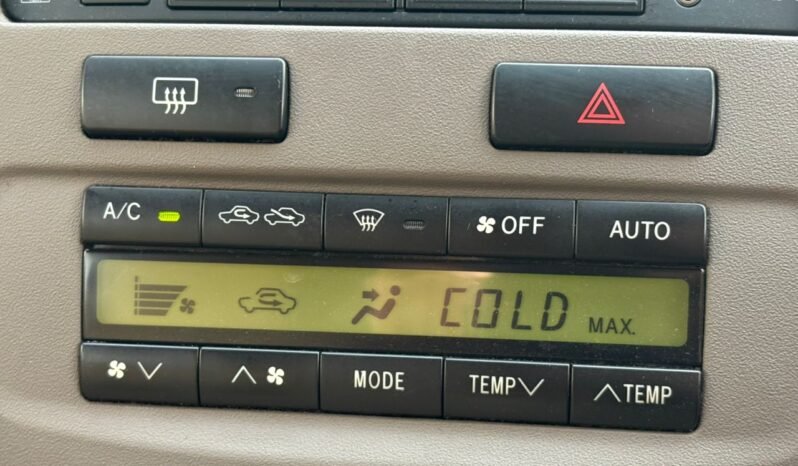 A/C OFF AUTO
COLD MAX.
MODE TEMP TEMP